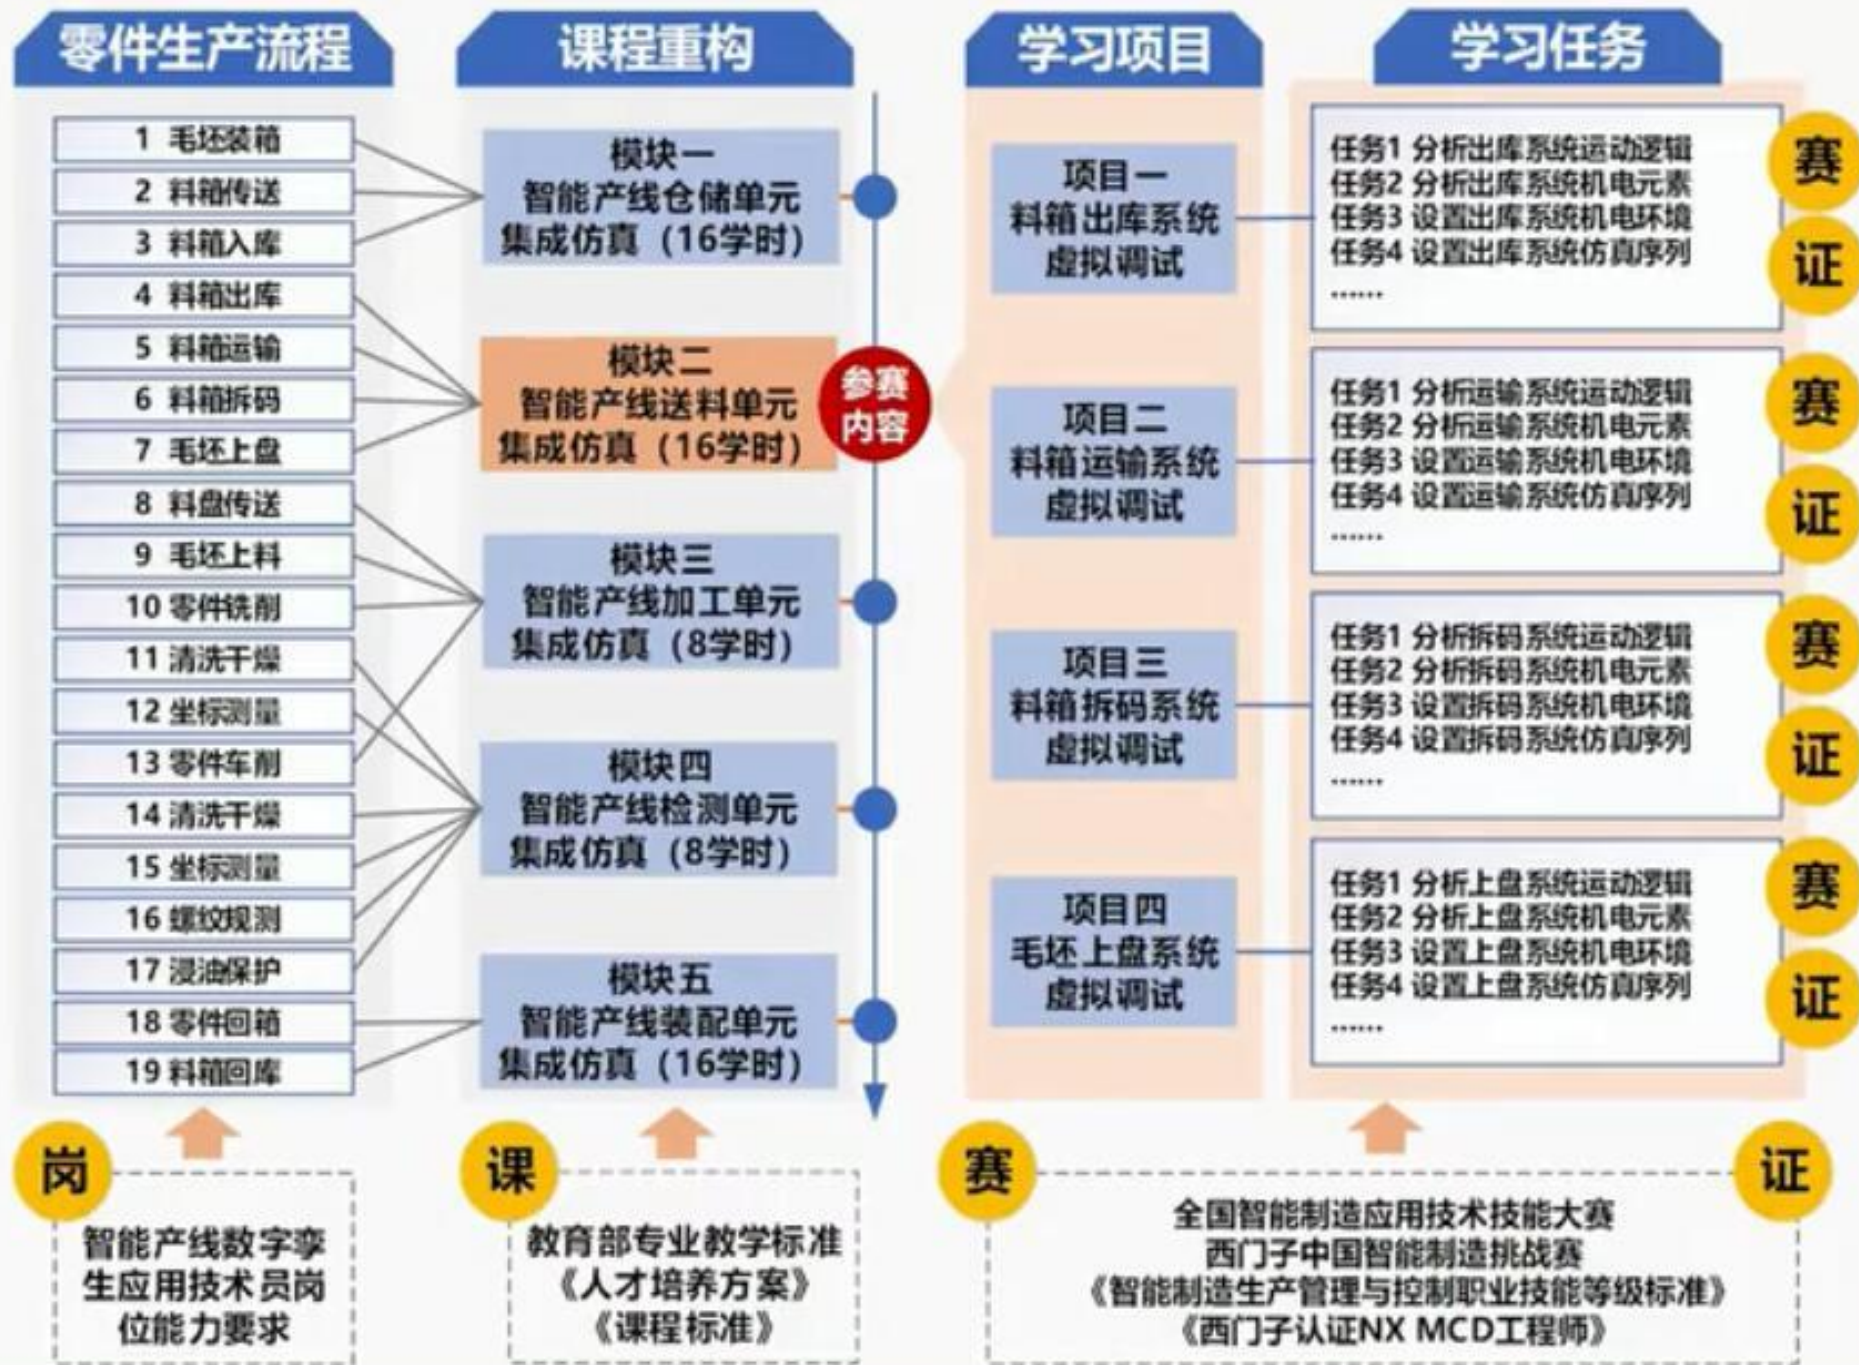 零件生产流程
1 毛坯装箱
2 料箱传送
3 料箱入库
4 料箱出库
5 料箱运输
6 料箱拆码
7 毛坯上盘
8 料盘传送
9 毛坯上料
10 零件铣削
11 清洗干燥
12 坐标测量
13 零件车削
14 清洗干燥
15 坐标测量
16 螺纹规测
17 浸油保护
18 零件回箱
19 料箱回库
岗
智能产线数字孪
生应用技术员岗
位能力要求
课程重构
模块一
智能产线仓储单元
集成仿真（16学时）
模块二
智能产线送料单元
集成仿真（16学时）
参赛
内容
模块三
智能产线加工单元
集成仿真（8学时）
模块四
智能产线检测单元
集成仿真（8学时）
模块五
智能产线装配单元
集成仿真（16学时）
课
教育部专业教学标准
《人才培养方案》
《课程标准》
学习项目
学习任务
项目一
料箱出库系统
虚拟调试
任务1 分析出库系统运动逻辑
任务2 分析出库系统机电元素
任务3 设置出库系统机电环境
任务4 设置出库系统仿真序列
......
赛
证
项目二
料箱运输系统
虚拟调试
任务1 分析运输系统运动逻辑
任务2 分析运输系统机电元素
任务3 设置运输系统机电环境
任务4 设置运输系统仿真序列
......
赛
证
项目三
料箱拆码系统
虚拟调试
任务1 分析拆码系统运动逻辑
任务2 分析拆码系统机电元素
任务3 设置拆码系统机电环境
任务4 设置拆码系统仿真序列
......
赛
证
项目四
毛坯上盘系统
虚拟调试
任务1 分析上盘系统运动逻辑
任务2 分析上盘系统机电元素
任务3 设置上盘系统机电环境
任务4 设置上盘系统仿真序列
......
赛
证
赛
证
全国智能制造应用技术技能大赛
西门子中国智能制造挑战赛
《智能制造生产管理与控制职业技能等级标准》
《西门子认证NX MCD工程师》